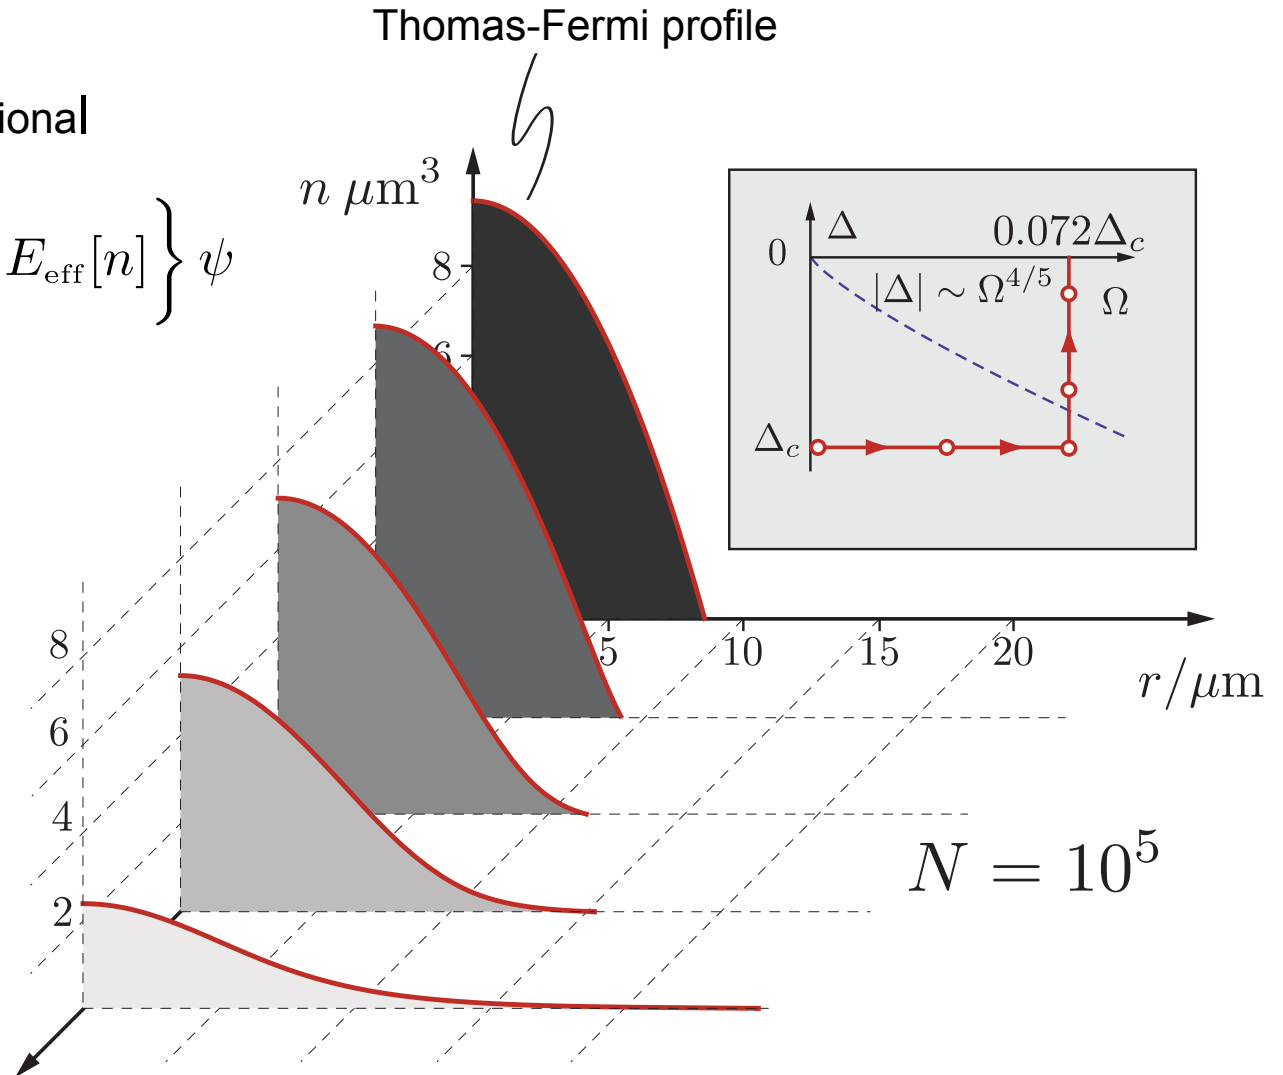 Thomas-Fermi profile
ional
n μm³
E_eff[n] } ψ
Δ
0.072Δ_c
0
|Δ| ∼ Ω^{4/5}
Ω
Δ_c
8
6
5
10
15
20
r/μm
8
6
4
2
N = 10⁵